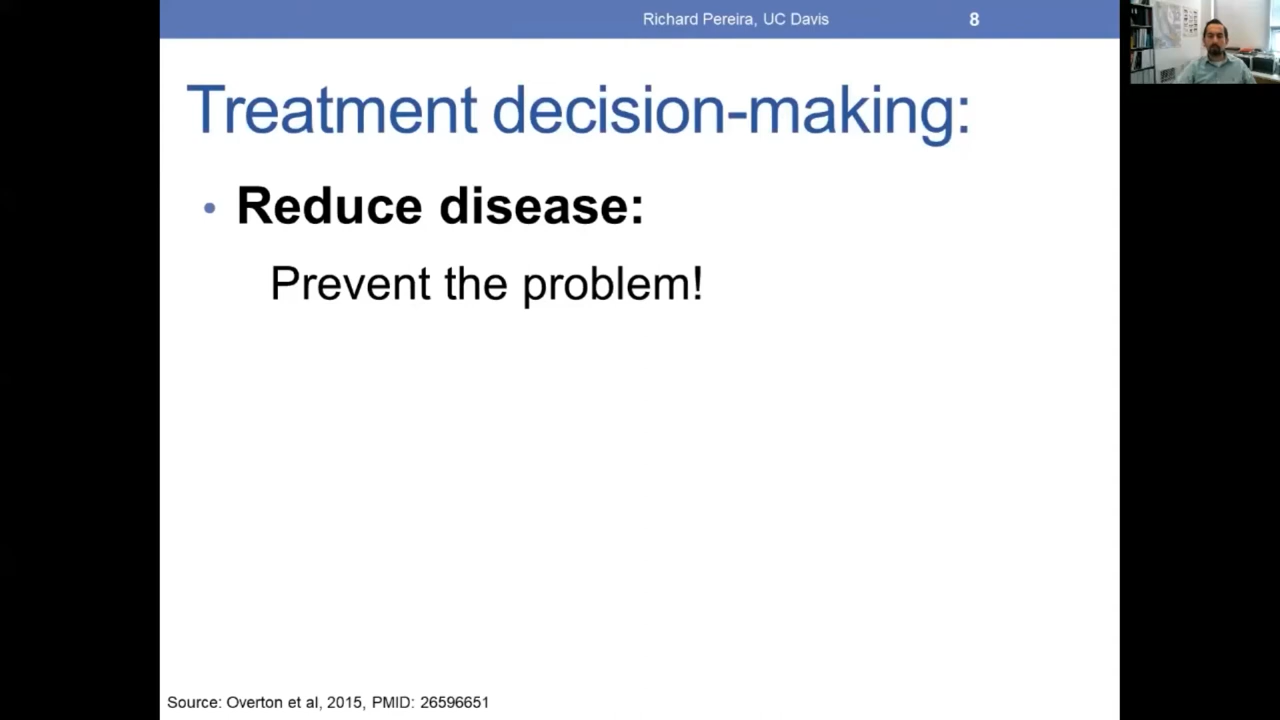 Richard Pereira, UC Davis 8
Treatment decision-making:
• Reduce disease:
Prevent the problem!
Source: Overton et al, 2015, PMID: 26596651